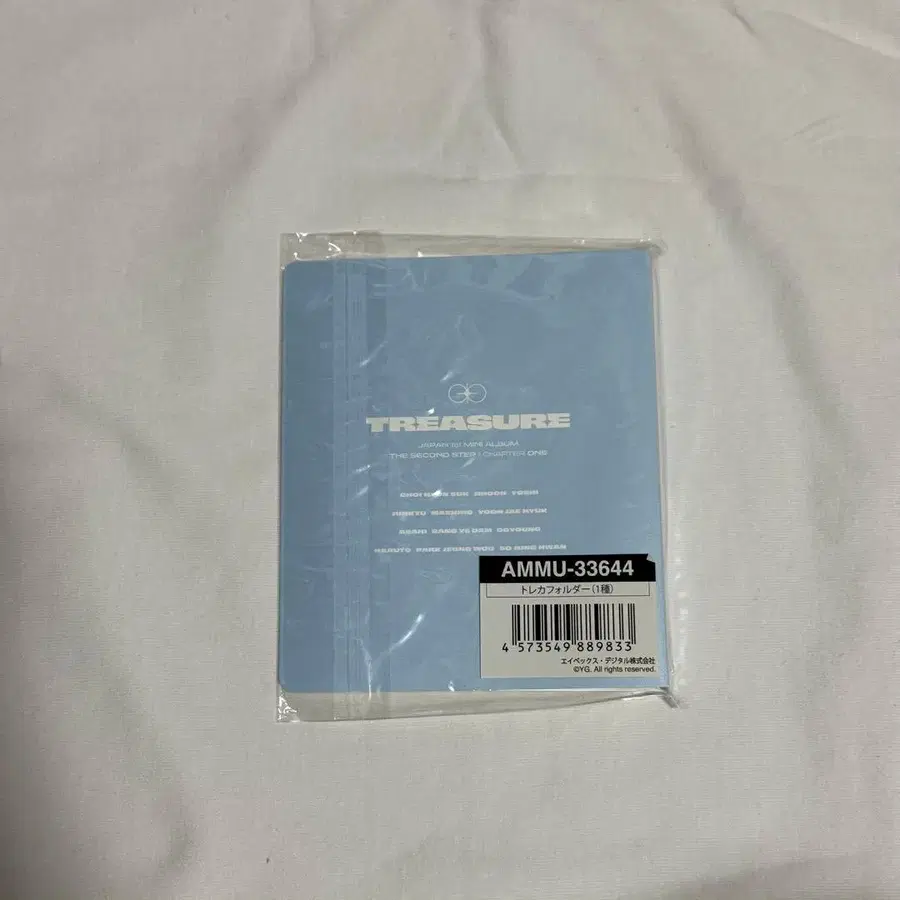 TREASURE
JAPAN 1st MINI ALBUM
THE SECOND STEP : CHAPTER ONE
CHOI HYUN SUK JIHOON YOSHI
JUNKYU MASHIHO YOON JAE HYUK
ASAHI BANG YE DAM DOYOUNG
HARUTO PARK JEONG WOO SO JUNG HWAN
AMMU-33644
トレカフォルダー(1種)
4 573549 889833
エイベックス・デジタル株式会社
©YG. All rights reserved.